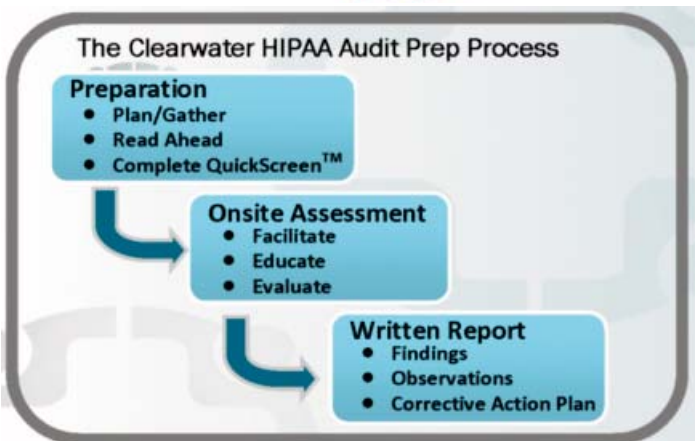 The Clearwater HIPAA Audit Prep Process
Preparation
• Plan/Gather
• Read Ahead
• Complete QuickScreen™
Onsite Assessment
• Facilitate
• Educate
• Evaluate
Written Report
• Findings
• Observations
• Corrective Action Plan